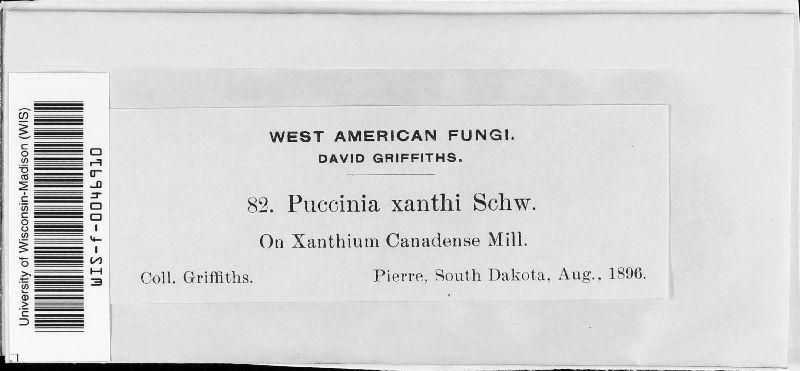 University of Wisconsin-Madison (WIS)
WIS-f-0046910
WEST AMERICAN FUNGI.
DAVID GRIFFITHS.
82. Puccinia xanthi Schw.
On Xanthium Canadense Mill.
Coll. Griffiths. Pierre, South Dakota, Aug., 1896.